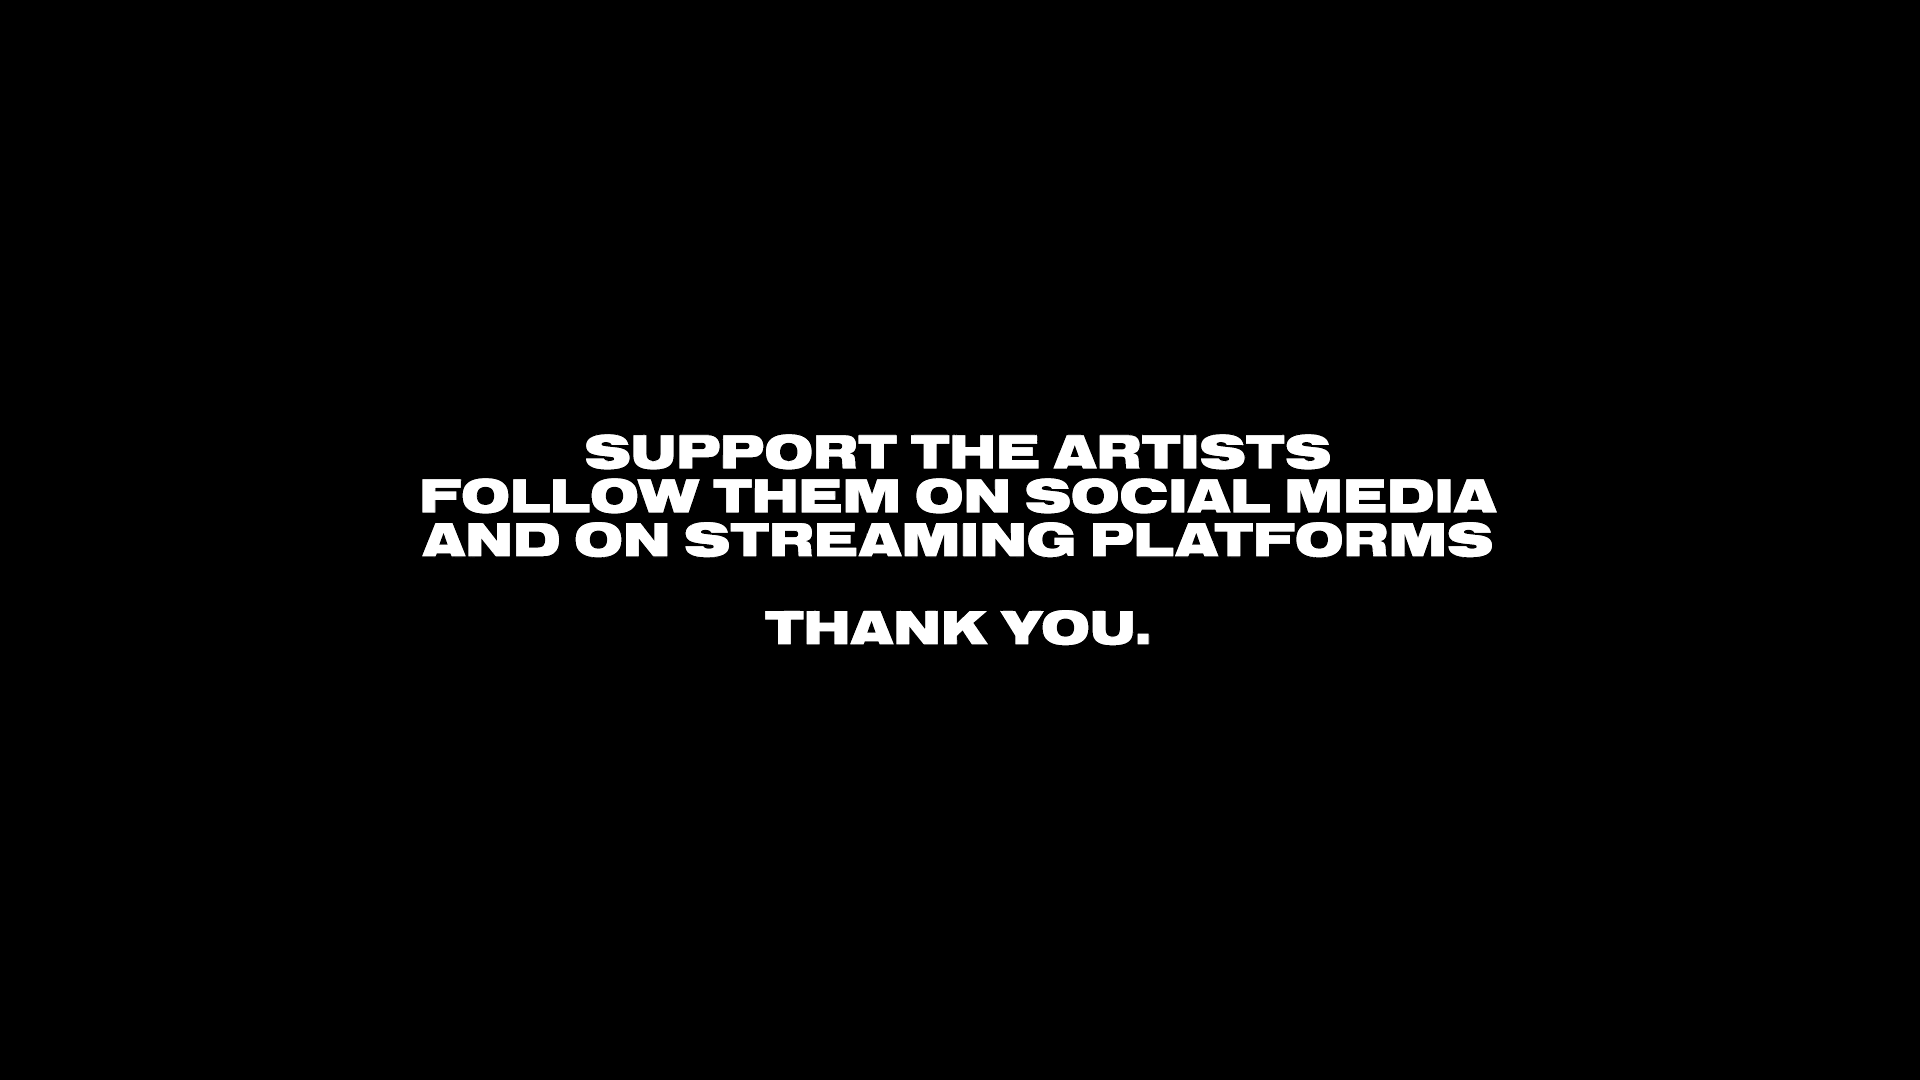 SUPPORT THE ARTISTS
FOLLOW THEM ON SOCIAL MEDIA
AND ON STREAMING PLATFORMS
THANK YOU.